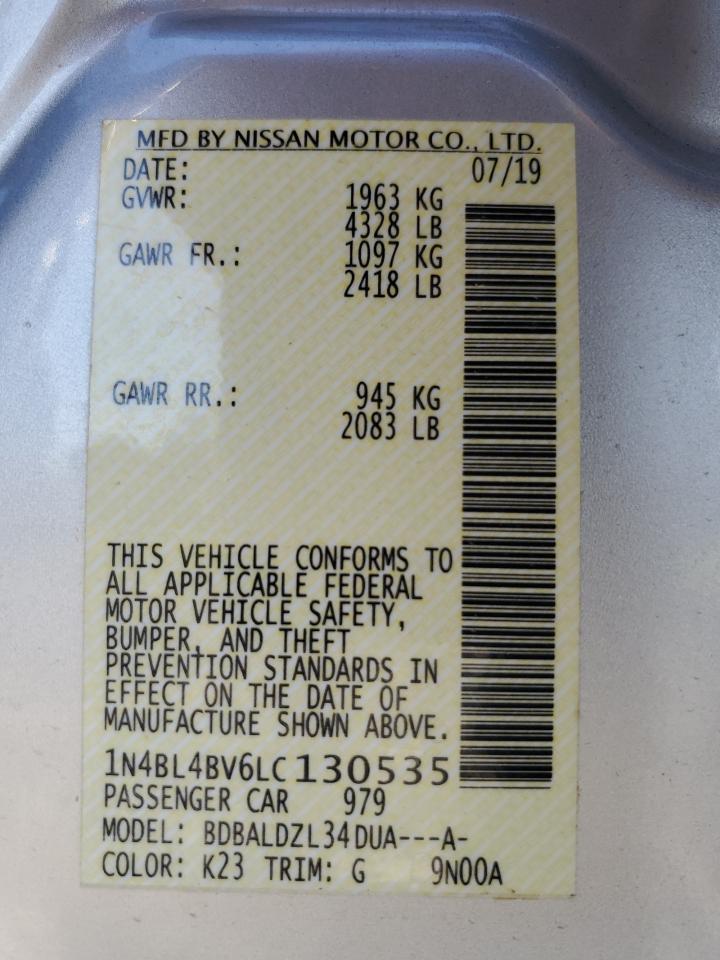 MFD BY NISSAN MOTOR CO., LTD.
DATE: 07/19
GVWR: 1963 KG
4328 LB
GAWR FR.: 1097 KG
2418 LB
GAWR RR.: 945 KG
2083 LB
THIS VEHICLE CONFORMS TO
ALL APPLICABLE FEDERAL
MOTOR VEHICLE SAFETY,
BUMPER, AND THEFT
PREVENTION STANDARDS IN
EFFECT ON THE DATE OF
MANUFACTURE SHOWN ABOVE.
1N4BL4BV6LC130535
PASSENGER CAR 979
MODEL: BDBALDZL34DUA---A-
COLOR: K23 TRIM: G 9N00A